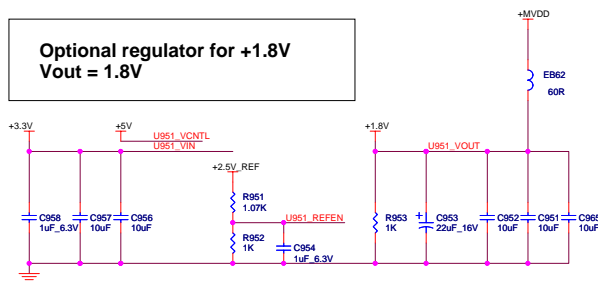 +MVDD
Optional regulator for +1.8V
Vout = 1.8V
EB62
60R
+3.3V
+5V
U951_VCNTL
U951_VIN
+1.8V
U951_VOUT
+2.5V_REF
R951
1.07K
U951_REFEN
C958
1uF_6.3V
C957
10uF
C956
10uF
R952
1K
C954
1uF_6.3V
R953
1K
C953
22uF_16V
C952
10uF
C951
10uF
C965
10uF